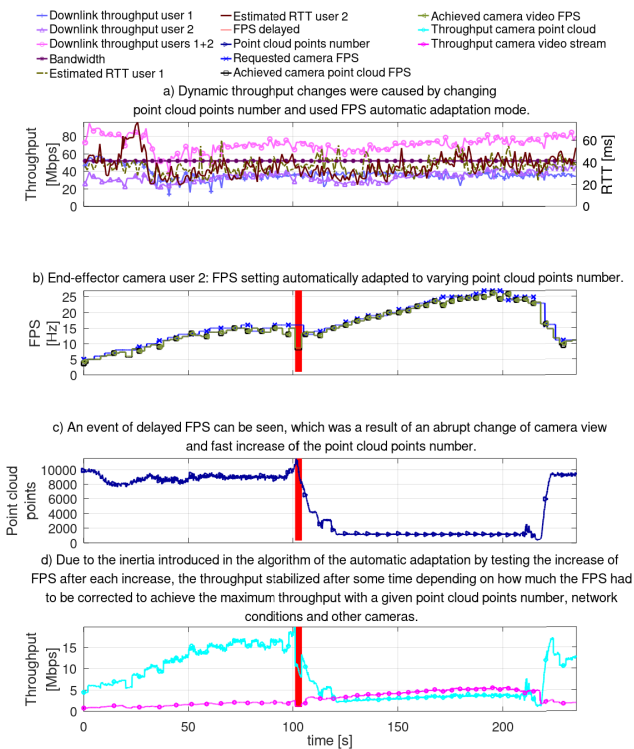 Downlink throughput user 1
Downlink throughput user 2
Downlink throughput users 1+2
Bandwidth
Estimated RTT user 1
Estimated RTT user 2
FPS delayed
Point cloud points number
Requested camera FPS
Achieved camera point cloud FPS
Achieved camera video FPS
Throughput camera point cloud
Throughput camera video stream
a) Dynamic throughput changes were caused by changing
point cloud points number and used FPS automatic adaptation mode.
Throughput
[Mbps]
80
60
40
20
0
60
40
20
0
RTT [ms]
b) End-effector camera user 2: FPS setting automatically adapted to varying point cloud points number.
FPS
[Hz]
25
20
15
10
5
0
c) An event of delayed FPS can be seen, which was a result of an abrupt change of camera view
and fast increase of the point cloud points number.
Point cloud
points
10000
8000
6000
4000
2000
0
d) Due to the inertia introduced in the algorithm of the automatic adaptation by testing the increase of
FPS after each increase, the throughput stabilized after some time depending on how much the FPS had
to be corrected to achieve the maximum throughput with a given point cloud points number, network
conditions and other cameras.
Throughput
[Mbps]
15
10
5
0
0 50 100 150 200
time [s]